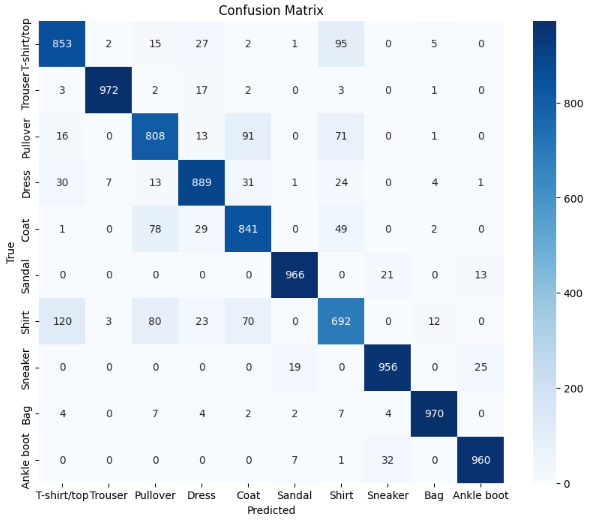 Confusion Matrix
T-shirt/top 853 2 15 27 2 1 95 0 5 0
Trouser 3 972 2 17 2 0 3 0 1 0
Pullover 16 0 808 13 91 0 71 0 1 0
Dress 30 7 13 889 31 1 24 0 4 1
Coat 1 0 78 29 841 0 49 0 2 0
Sandal 0 0 0 0 0 966 0 21 0 13
Shirt 120 3 80 23 70 0 692 0 12 0
Sneaker 0 0 0 0 0 19 0 956 0 25
Bag 4 0 7 4 2 2 7 4 970 0
Ankle boot 0 0 0 0 0 7 1 32 0 960
True
T-shirt/top Trouser Pullover Dress Coat Sandal Shirt Sneaker Bag Ankle boot
Predicted
800
600
400
200
0